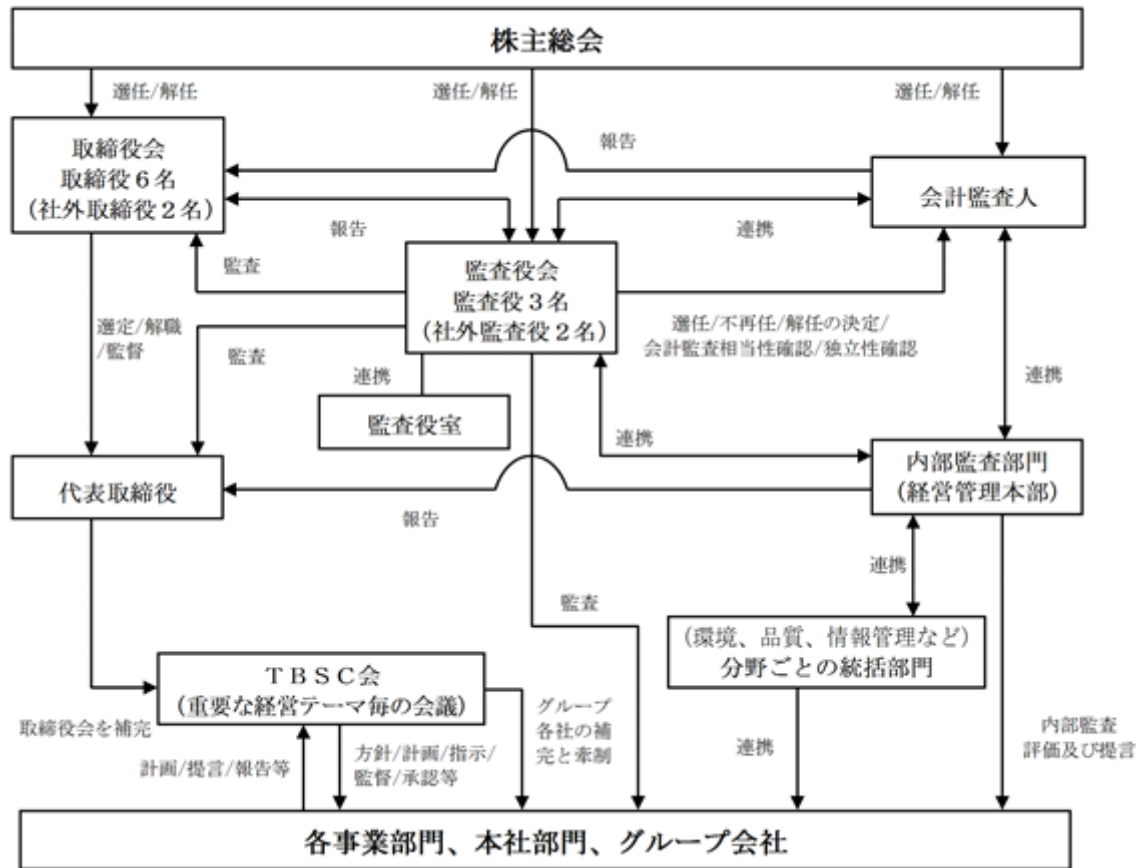 株主総会
選任/解任
選任/解任
選任/解任
取締役会
取締役６名
（社外取締役２名）
報告
会計監査人
報告
連携
監査
監査役会
監査役３名
（社外監査役２名）
選定/解職
/監督
監査
選任/不再任/解任の決定/
会計監査相当性確認/独立性確認
連携
連携
監査役室
連携
代表取締役
内部監査部門
（経営管理本部）
報告
連携
監査
（環境、品質、情報管理など）
分野ごとの統括部門
ＴＢＳＣ会
（重要な経営テーマ毎の会議）
取締役会を補完
グループ
各社の補
完と牽制
計画/提言/報告等
方針/計画/指示/
監督/承認等
連携
内部監査
評価及び提言
各事業部門、本社部門、グループ会社